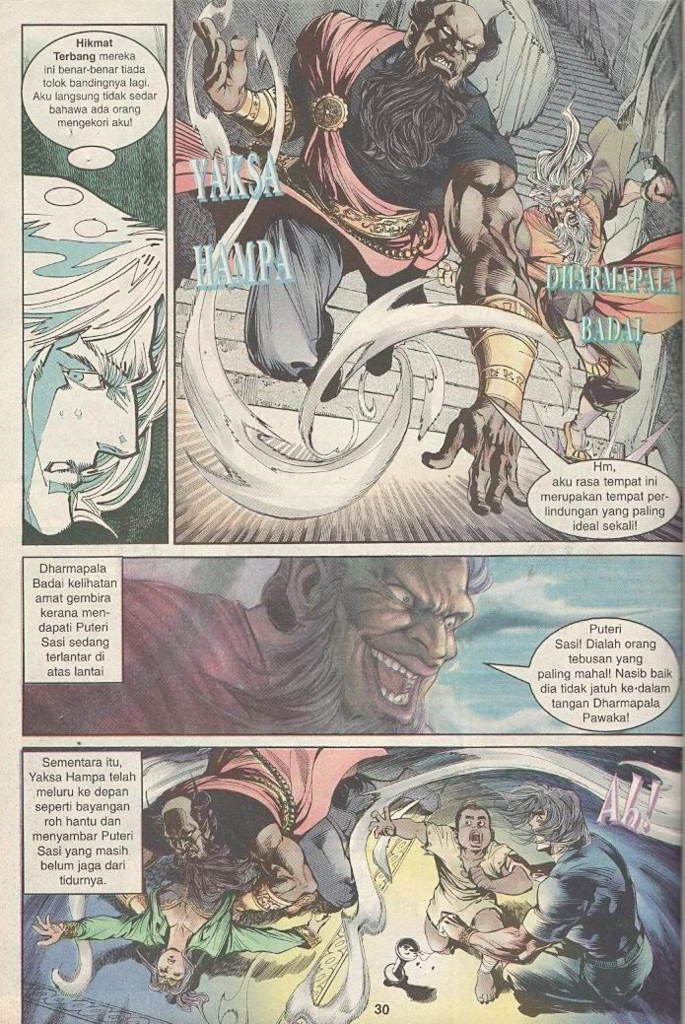 Hikmat
Terbang mereka
ini benar-benar tiada
tolok bandingnya lagi.
Aku langsung tidak sedar
bahawa ada orang
mengekori aku!
YAKSA
HAMPA
DHARMAPALA
BADAI
Hm,
aku rasa tempat ini
merupakan tempat per-
lindungan yang paling
ideal sekali!
Dharmapala
Badai kelihatan
amat gembira
kerana men-
dapati Puteri
Sasi sedang
terlantar di
atas lantai
Puteri
Sasi! Dialah orang
tebusan yang
paling mahal! Nasib baik
dia tidak jatuh ke-dalam
tangan Dharmapala
Pawaka!
Sementara itu,
Yaksa Hampa telah
meluru ke depan
seperti bayangan
roh hantu dan
menyambar Puteri
Sasi yang masih
belum jaga dari
tidurnya.
Ah!
30